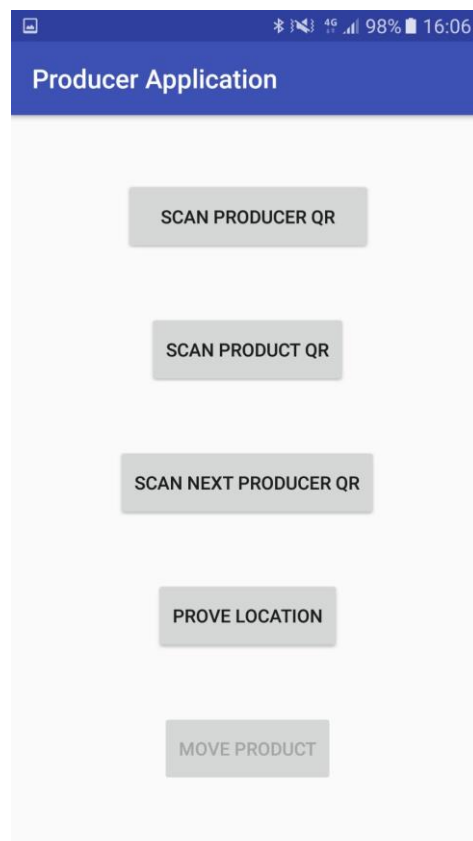 4G 98% 16:06
Producer Application
SCAN PRODUCER QR
SCAN PRODUCT QR
SCAN NEXT PRODUCER QR
PROVE LOCATION
MOVE PRODUCT